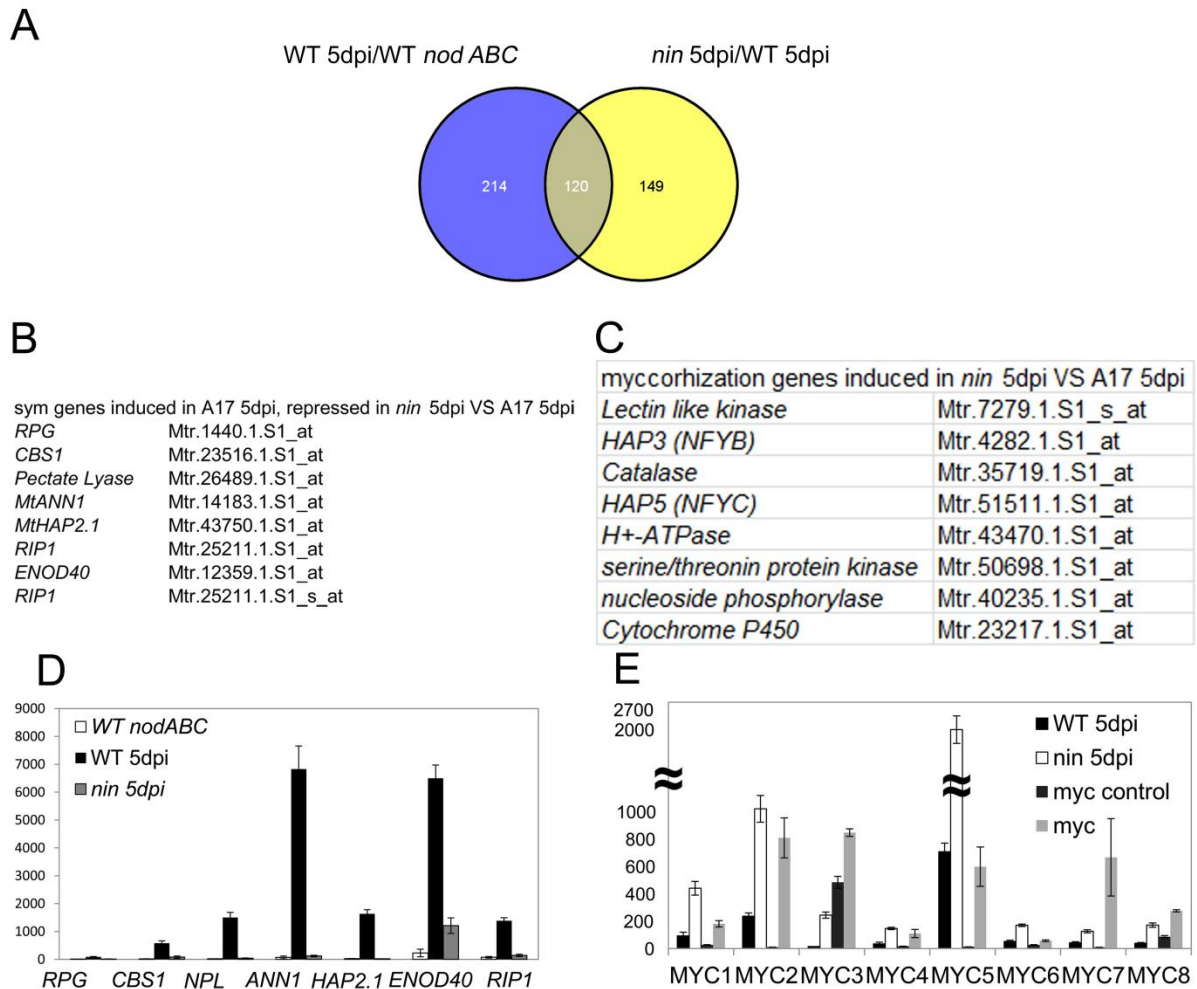 A
WT 5dpi/WT nod ABC
nin 5dpi/WT 5dpi
214
120
149
B
sym genes induced in A17 5dpi, repressed in nin 5dpi VS A17 5dpi
RPG Mtr.1440.1.S1_at
CBS1 Mtr.23516.1.S1_at
Pectate Lyase Mtr.26489.1.S1_at
MtANN1 Mtr.14183.1.S1_at
MtHAP2.1 Mtr.43750.1.S1_at
RIP1 Mtr.25211.1.S1_at
ENOD40 Mtr.12359.1.S1_at
RIP1 Mtr.25211.1.S1_s_at
C
myccorhization genes induced in nin 5dpi VS A17 5dpi
Lectin like kinase Mtr.7279.1.S1_s_at
HAP3 (NFYB) Mtr.4282.1.S1_at
Catalase Mtr.35719.1.S1_at
HAP5 (NFYC) Mtr.51511.1.S1_at
H+-ATPase Mtr.43470.1.S1_at
serine/threonin protein kinase Mtr.50698.1.S1_at
nucleoside phosphorylase Mtr.40235.1.S1_at
Cytochrome P450 Mtr.23217.1.S1_at
D
9000
8000
7000
6000
5000
4000
3000
2000
1000
0
WT nodABC
WT 5dpi
nin 5dpi
RPG CBS1 NPL ANN1 HAP2.1 ENOD40 RIP1
E
2700
2000
1000
800
600
400
200
0
WT 5dpi
nin 5dpi
myc control
myc
MYC1 MYC2 MYC3 MYC4 MYC5 MYC6 MYC7 MYC8